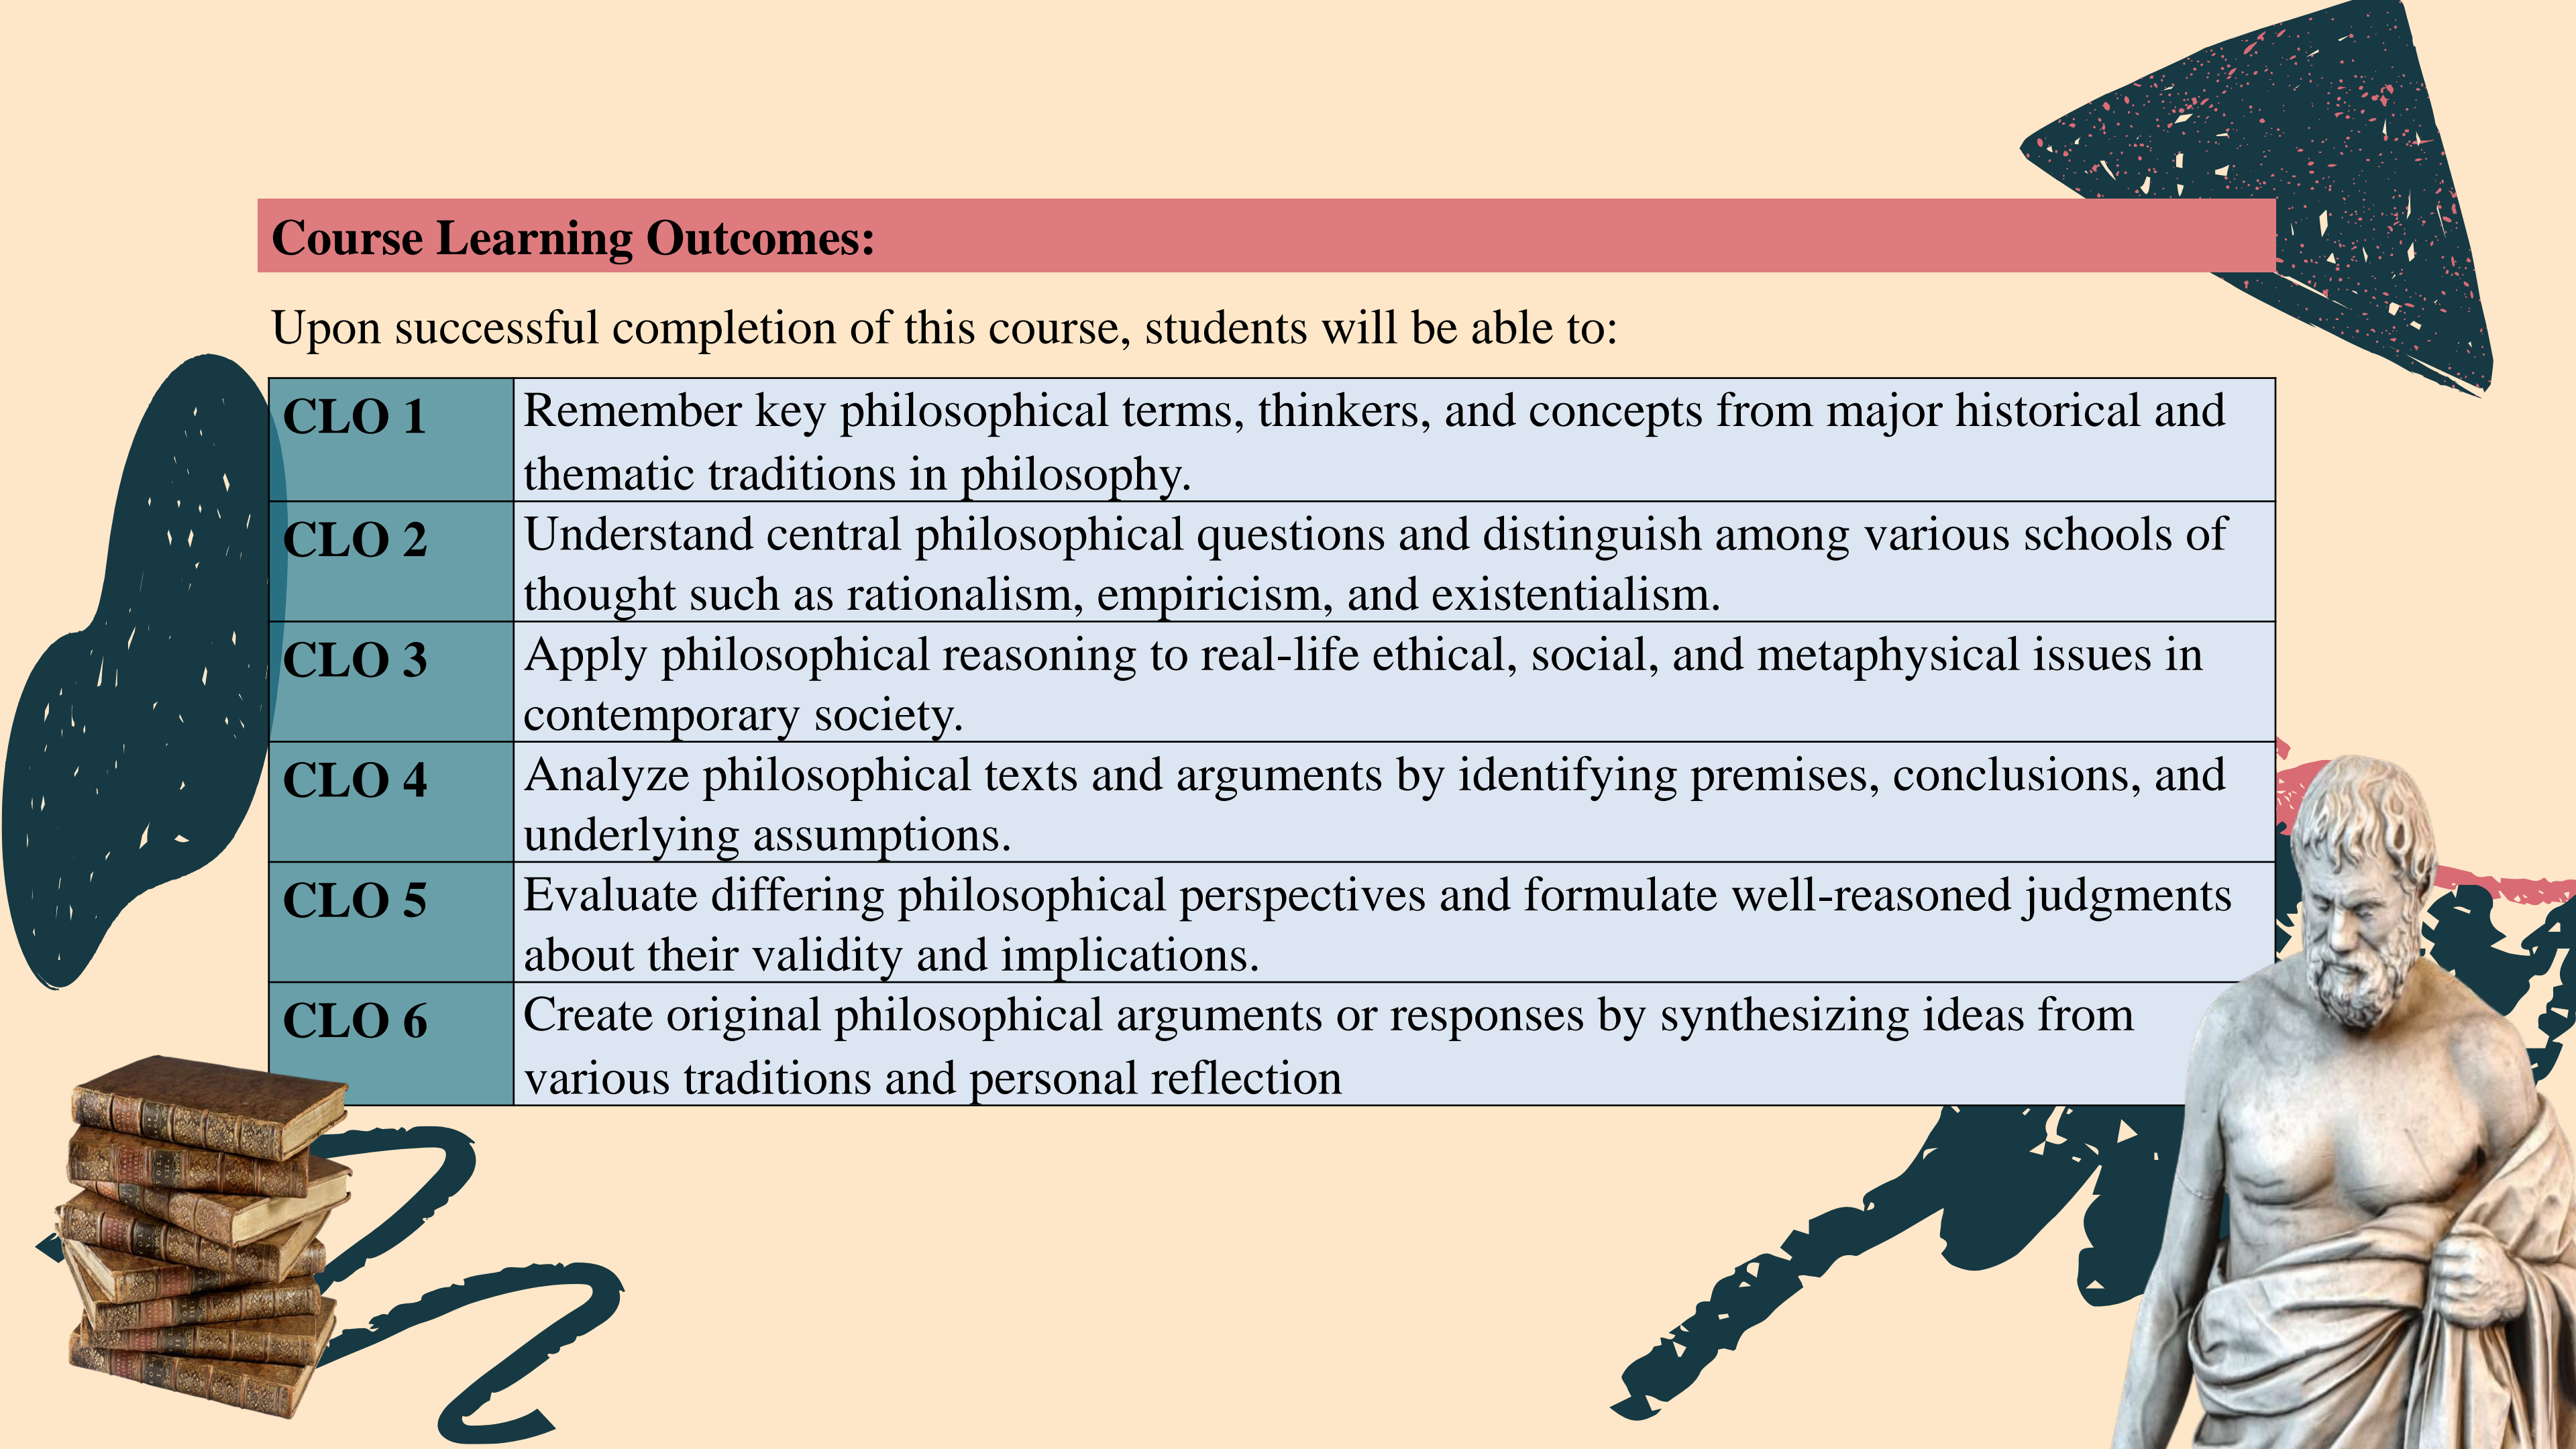 Course Learning Outcomes:
Upon successful completion of this course, students will be able to:
CLO 1
Remember key philosophical terms, thinkers, and concepts from major historical and
thematic traditions in philosophy.
CLO 2
Understand central philosophical questions and distinguish among various schools of
thought such as rationalism, empiricism, and existentialism.
CLO 3
Apply philosophical reasoning to real-life ethical, social, and metaphysical issues in
contemporary society.
CLO 4
Analyze philosophical texts and arguments by identifying premises, conclusions, and
underlying assumptions.
CLO 5
Evaluate differing philosophical perspectives and formulate well-reasoned judgments
about their validity and implications.
CLO 6
Create original philosophical arguments or responses by synthesizing ideas from
various traditions and personal reflection